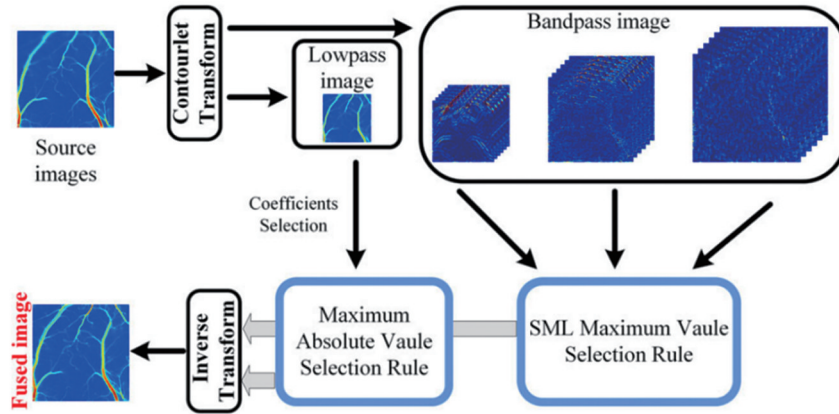 Bandpass image
Contourlet
Transform
Lowpass
image
Source
images
Coefficients
Selection
Fused image
Inverse
Transform
Maximum
Absolute Vaule
Selection Rule
SML Maximum Vaule
Selection Rule